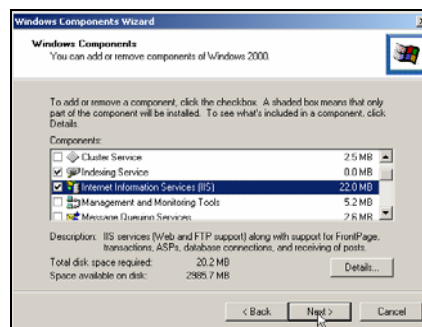 Windows Components Wizard
Windows Components
You can add or remove components of Windows 2000.
To add or remove a component, click the checkbox. A shaded box means that only
part of the component will be installed. To see what's included in a component, click
Details.
Components:
Cluster Service 2.5 MB
Indexing Service 0.0 MB
Internet Information Services (IIS) 22.0 MB
Management and Monitoring Tools 5.2 MB
Message Queuing Services 2.6 MB
Description: IIS services (Web and FTP support) along with support for FrontPage,
transactions, ASPs, database connections, and receiving of posts.
Total disk space required: 20.2 MB
Space available on disk: 2985.7 MB
Details...
< Back Next > Cancel